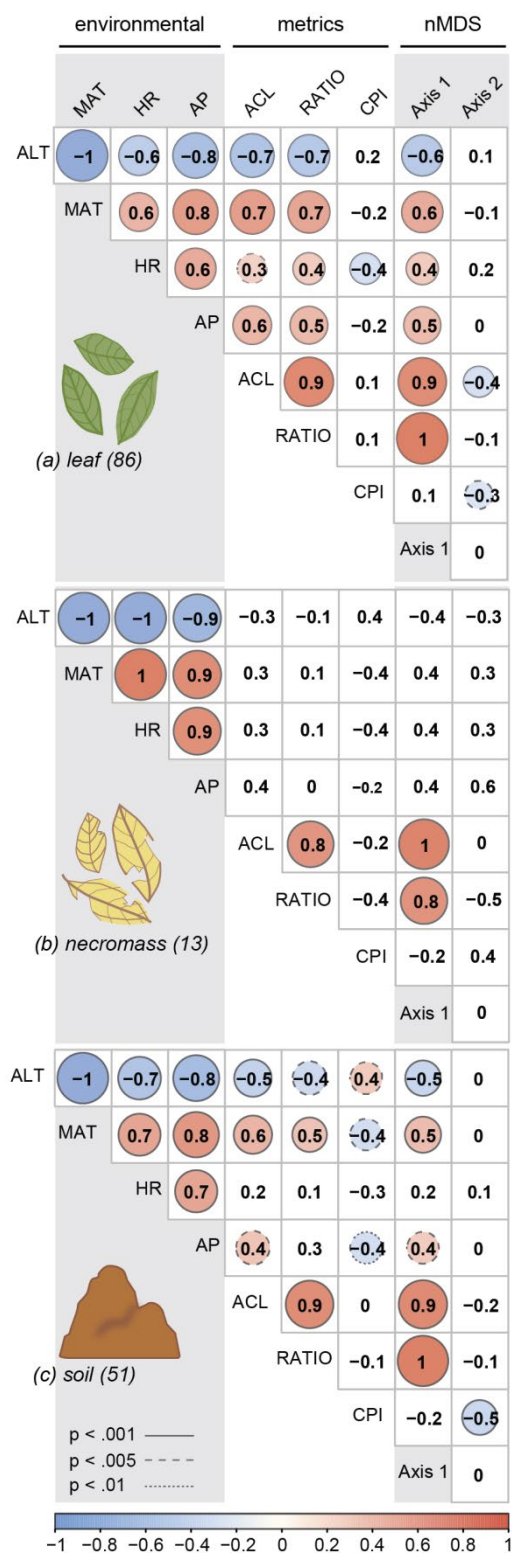 environmental metrics nMDS
MAT HR AP ACL RATIO CPI Axis 1 Axis 2
ALT −1 −0.6 −0.8 −0.7 −0.7 0.2 −0.6 0.1
MAT 0.6 0.8 0.7 0.7 −0.2 0.6 −0.1
HR 0.6 0.3 0.4 −0.4 0.4 0.2
AP 0.6 0.5 −0.2 0.5 0
ACL 0.9 0.1 0.9 −0.4
RATIO 0.1 1 −0.1
(a) leaf (86)
CPI 0.1 −0.3
Axis 1 0
ALT −1 −1 −0.9 −0.3 −0.1 0.4 −0.4 −0.3
MAT 1 0.9 0.3 0.1 −0.4 0.4 0.3
HR 0.9 0.3 0.1 −0.4 0.4 0.3
AP 0.4 0 −0.2 0.4 0.6
ACL 0.8 −0.2 1 0
RATIO −0.4 0.8 −0.5
(b) necromass (13)
CPI −0.2 0.4
Axis 1 0
ALT −1 −0.7 −0.8 −0.5 −0.4 0.4 −0.5 0
MAT 0.7 0.8 0.6 0.5 −0.4 0.5 0
HR 0.7 0.2 0.1 −0.3 0.2 0.1
AP 0.4 0.3 −0.4 0.4 0
ACL 0.9 0 0.9 −0.2
RATIO −0.1 1 −0.1
(c) soil (51)
CPI −0.2 −0.5
p < .001
p < .005
Axis 1 0
p < .01
−1 −0.8 −0.6 −0.4 −0.2 0 0.2 0.4 0.6 0.8 1